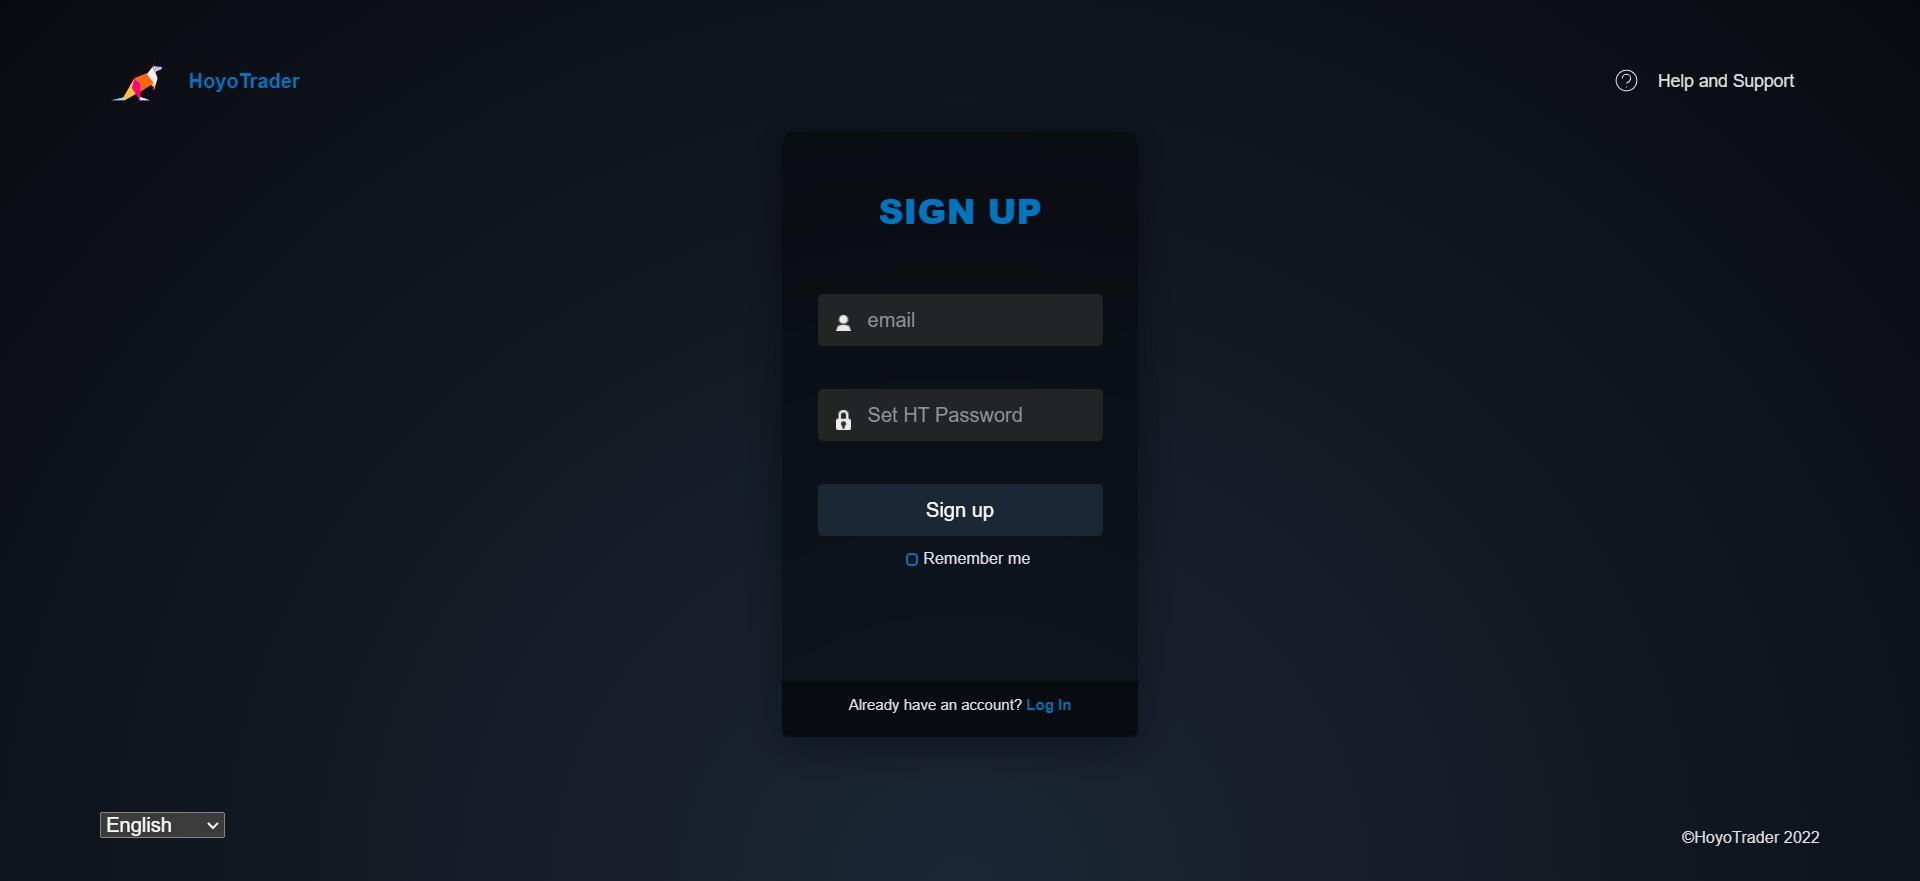 HoyoTrader
Help and Support
SIGN UP
email
Set HT Password
Sign up
Remember me
Already have an account? Log In
English
©HoyoTrader 2022